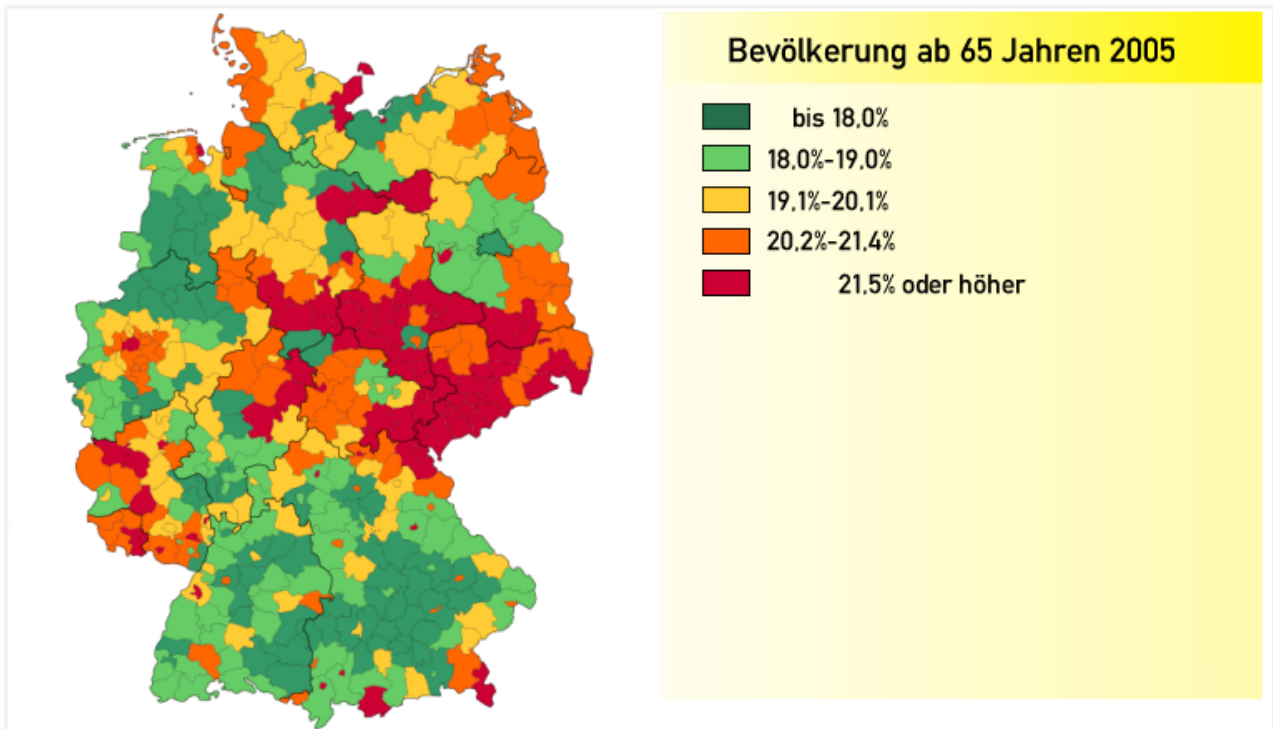 Bevölkerung ab 65 Jahren 2005
bis 18,0%
18,0%-19,0%
19,1%-20,1%
20,2%-21,4%
21,5% oder höher